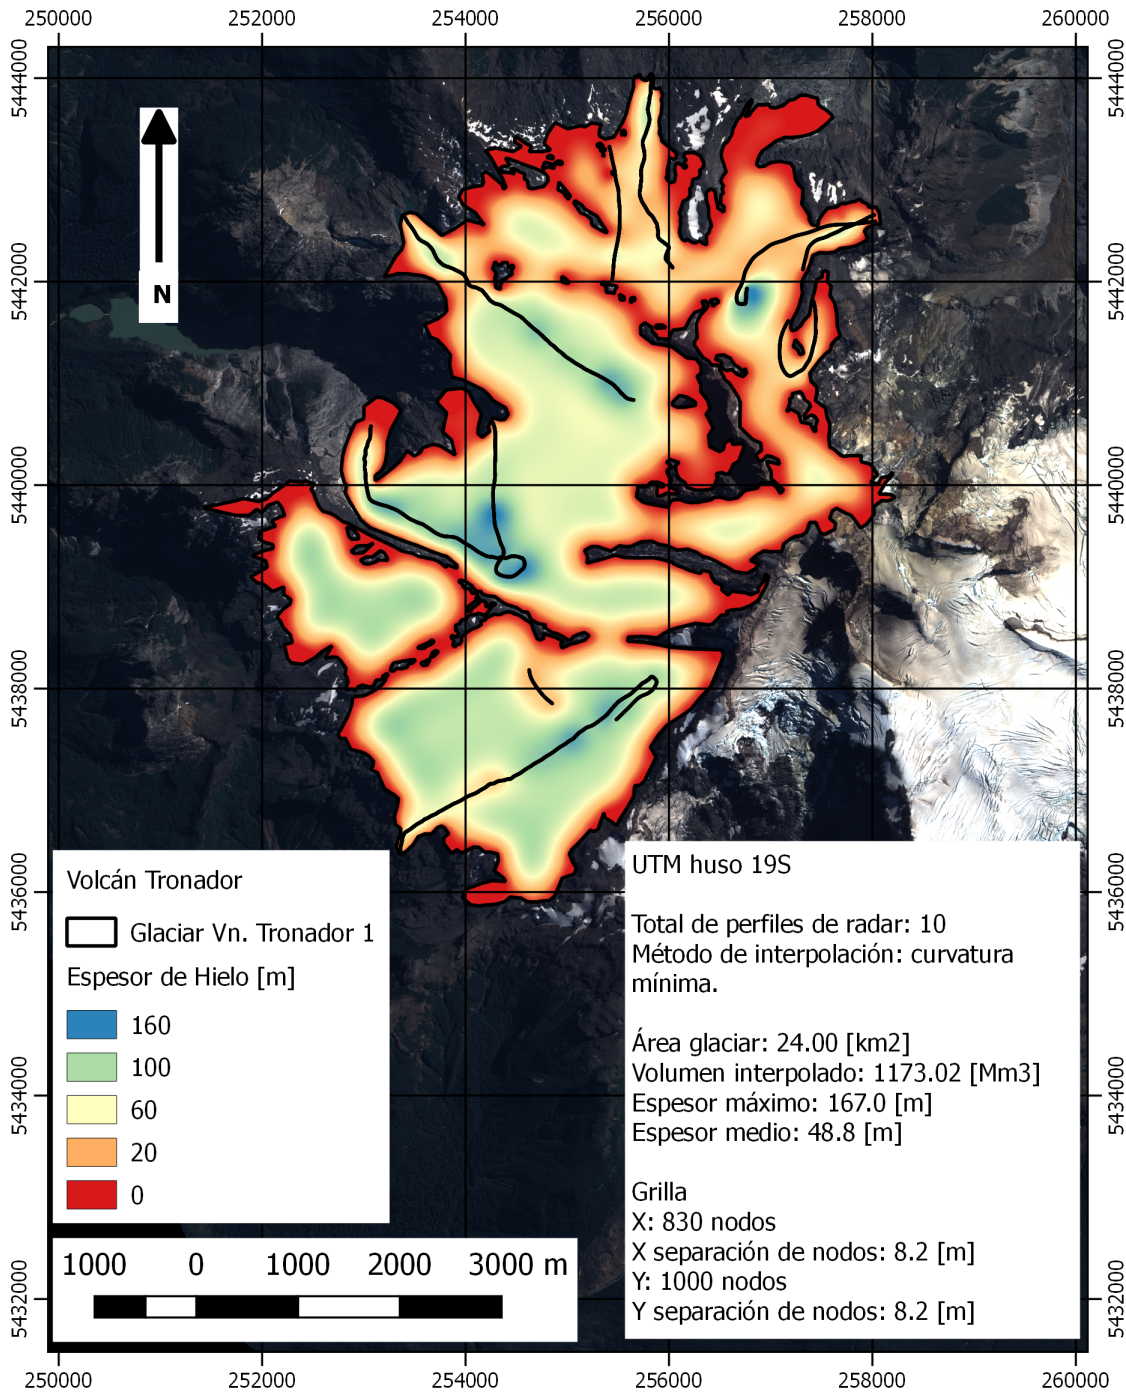 250000 252000 254000 256000 258000 260000
5444000 5444000
5442000 5442000
5440000 5440000
5438000 5438000
5436000 5436000
5434000 5434000
5432000 5432000
N
Volcán Tronador
Glaciar Vn. Tronador 1
Espesor de Hielo [m]
160
100
60
20
0
1000 0 1000 2000 3000 m
UTM huso 19S
Total de perfiles de radar: 10
Método de interpolación: curvatura
mínima.
Área glaciar: 24.00 [km2]
Volumen interpolado: 1173.02 [Mm3]
Espesor máximo: 167.0 [m]
Espesor medio: 48.8 [m]
Grilla
X: 830 nodos
X separación de nodos: 8.2 [m]
Y: 1000 nodos
Y separación de nodos: 8.2 [m]
250000 252000 254000 256000 258000 260000